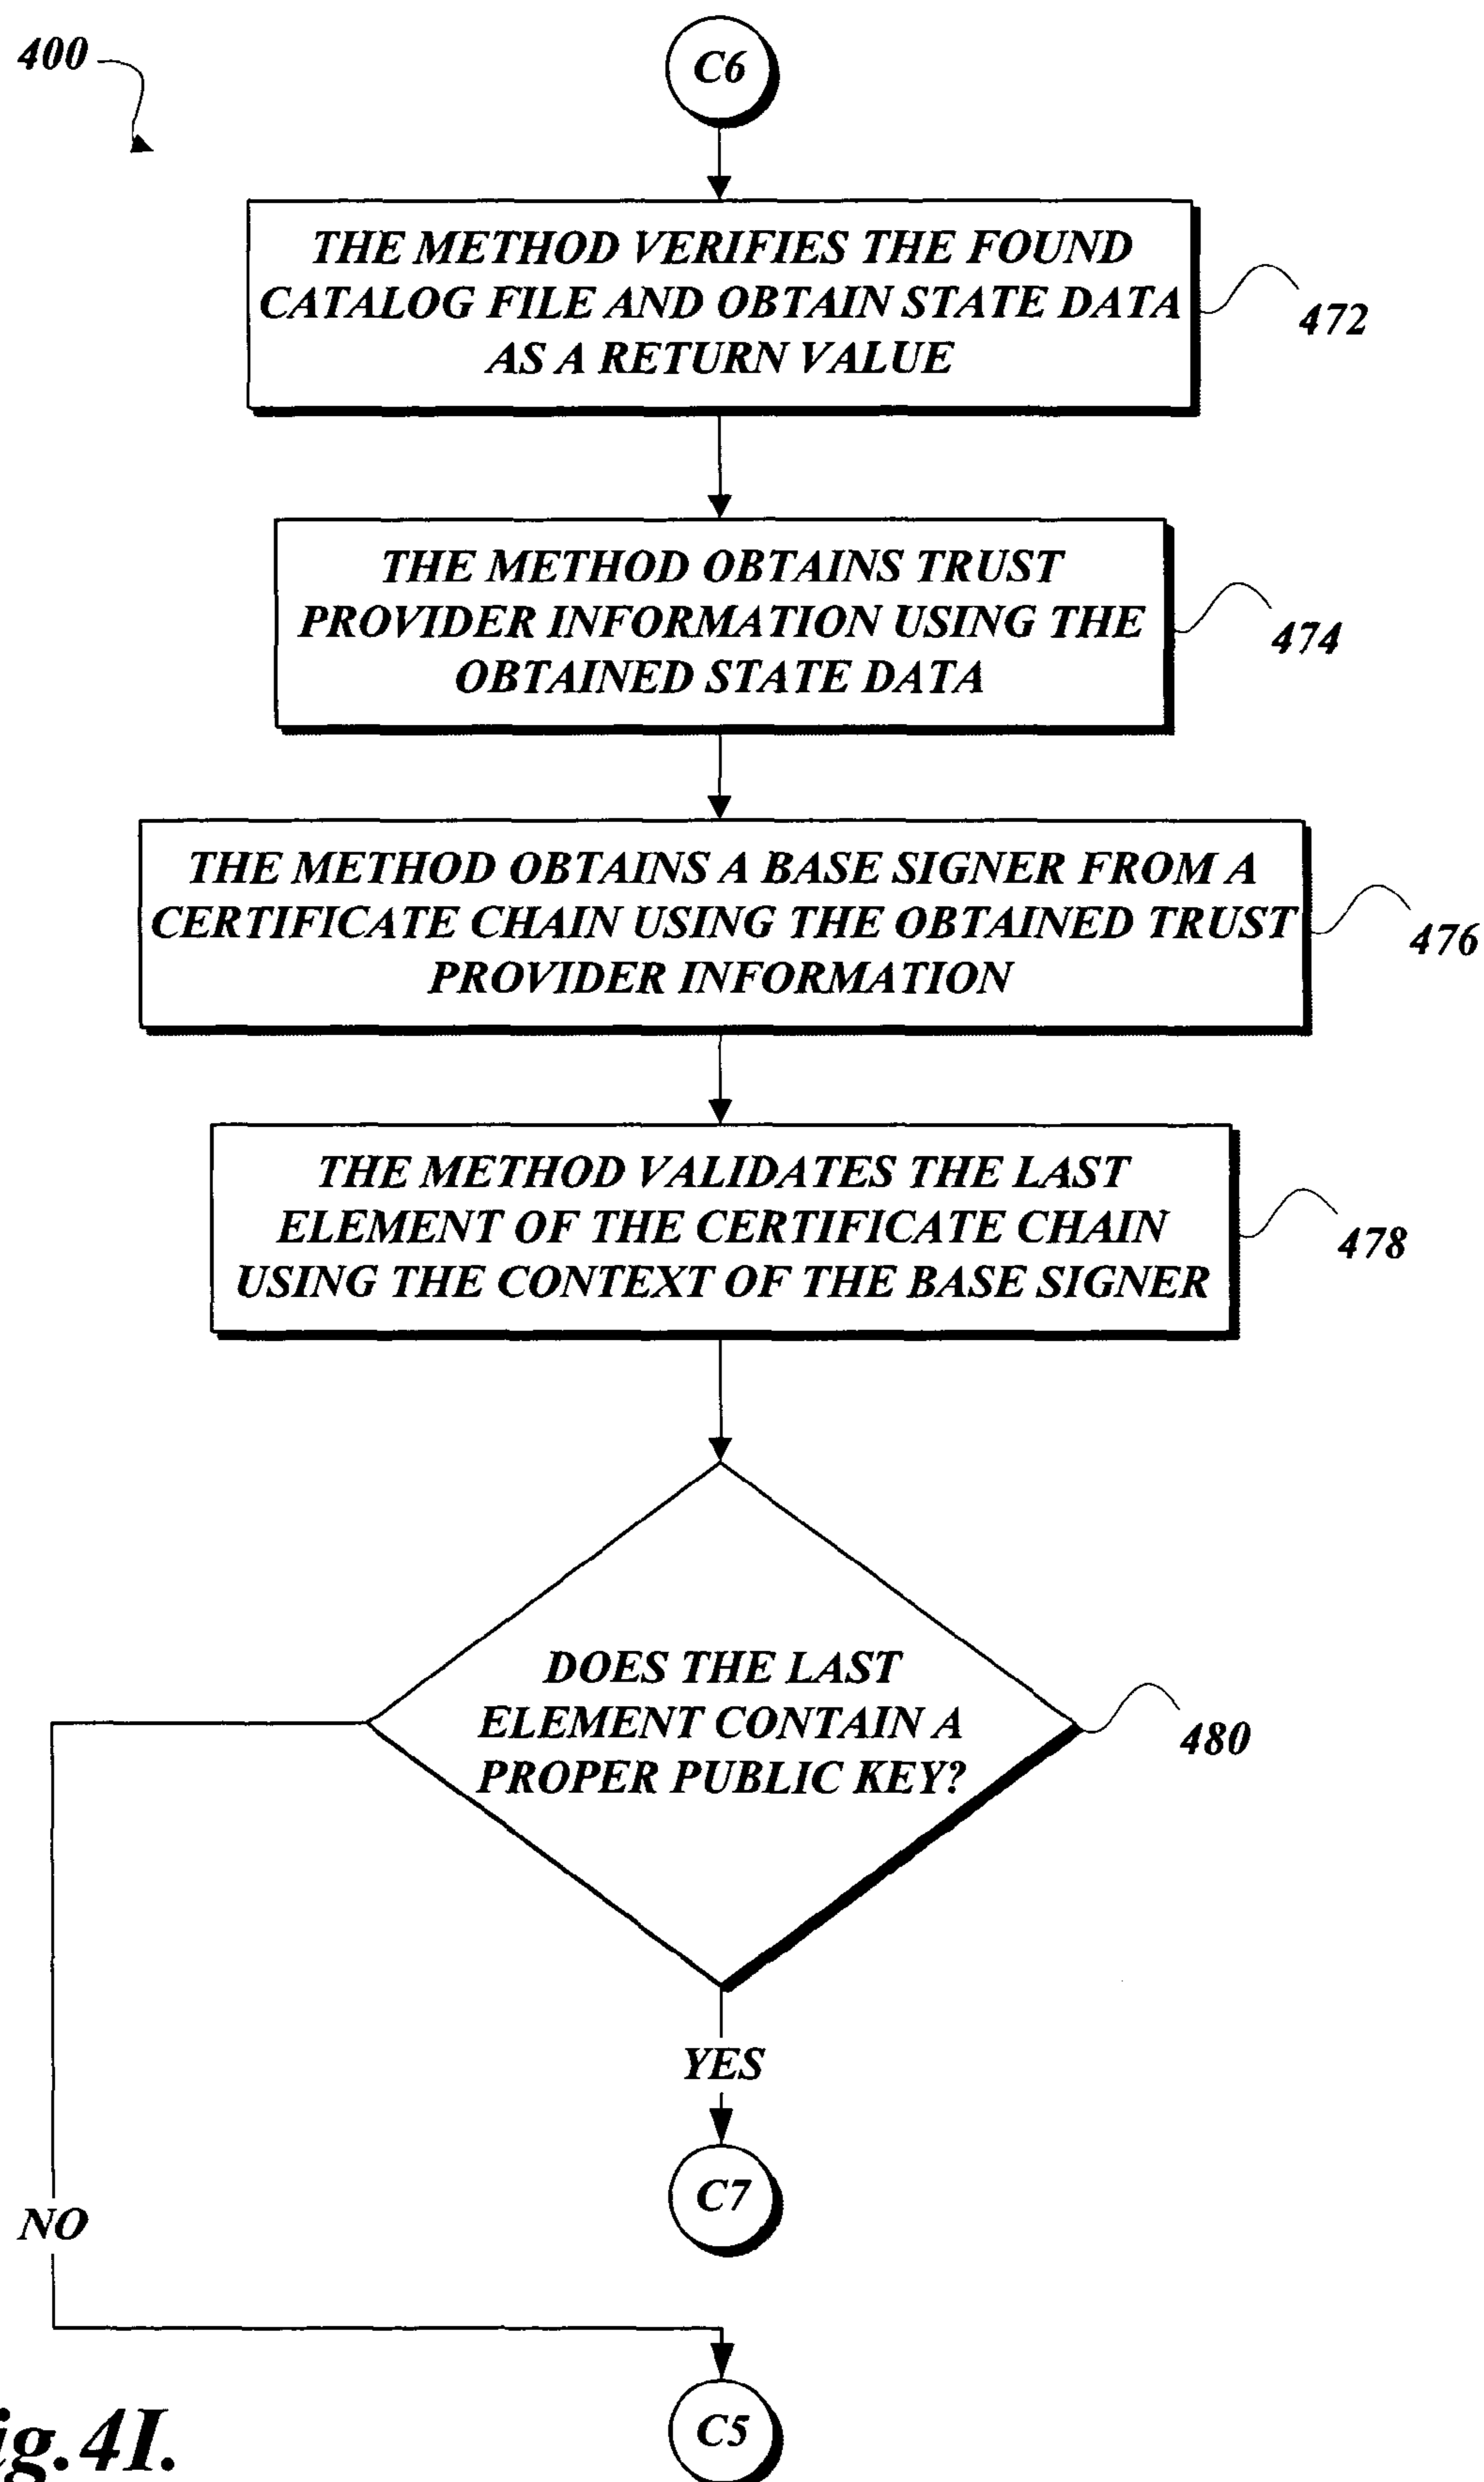 400
C6
THE METHOD VERIFIES THE FOUND
CATALOG FILE AND OBTAIN STATE DATA
AS A RETURN VALUE
472
THE METHOD OBTAINS TRUST
PROVIDER INFORMATION USING THE
OBTAINED STATE DATA
474
THE METHOD OBTAINS A BASE SIGNER FROM A
CERTIFICATE CHAIN USING THE OBTAINED TRUST
PROVIDER INFORMATION
476
THE METHOD VALIDATES THE LAST
ELEMENT OF THE CERTIFICATE CHAIN
USING THE CONTEXT OF THE BASE SIGNER
478
DOES THE LAST
ELEMENT CONTAIN A
PROPER PUBLIC KEY?
480
YES
C7
NO
C5
ig.4I.